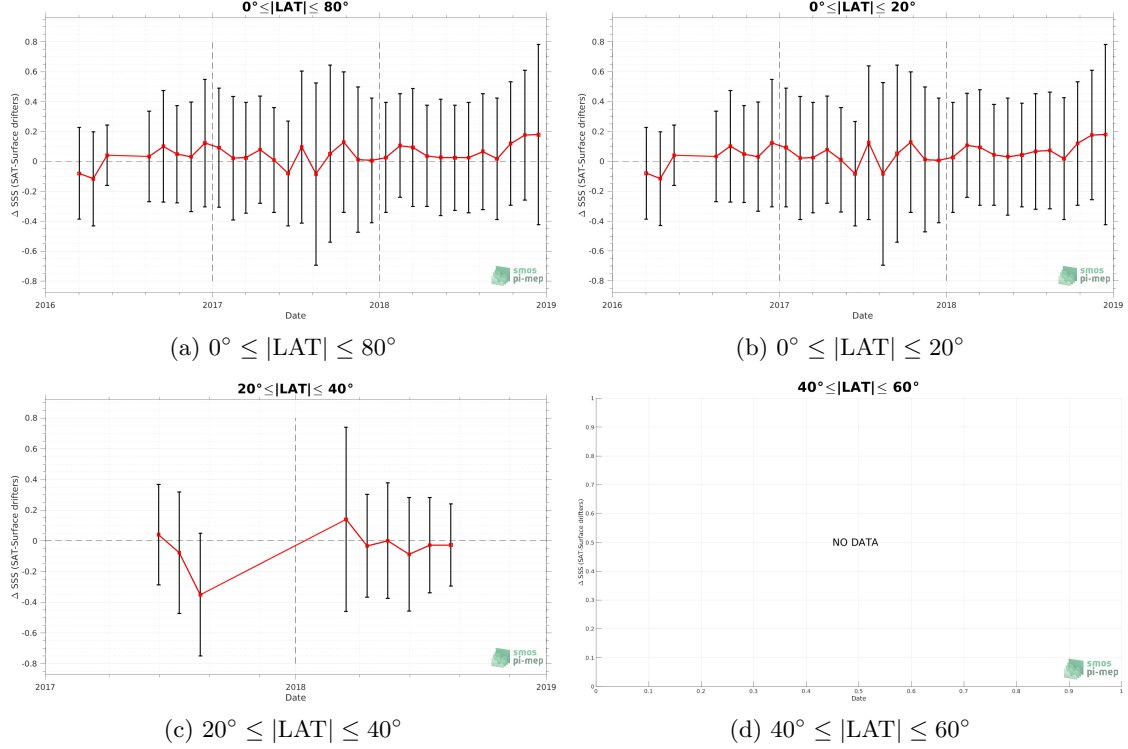 0°≤|LAT|≤ 80°
Δ SSS (SAT-Surface drifters)
0.8
0.6
0.4
0.2
0
-0.2
-0.4
-0.6
-0.8
2016
2017
2018
2019
Date
smos
pi-mep
(a) 0° ≤ |LAT| ≤ 80°
0°≤|LAT|≤ 20°
Δ SSS (SAT-Surface drifters)
0.8
0.6
0.4
0.2
0
-0.2
-0.4
-0.6
-0.8
2016
2017
2018
2019
Date
smos
pi-mep
(b) 0° ≤ |LAT| ≤ 20°
20°≤|LAT|≤ 40°
Δ SSS (SAT-Surface drifters)
0.8
0.6
0.4
0.2
0
-0.2
-0.4
-0.6
-0.8
2017
2018
2019
Date
smos
pi-mep
(c) 20° ≤ |LAT| ≤ 40°
40°≤|LAT|≤ 60°
Δ SSS (SAT-Surface drifters)
1
0.9
0.8
0.7
0.6
0.5
0.4
0.3
0.2
0.1
0
NO DATA
0 0.1 0.2 0.3 0.4 0.5 0.6 0.7 0.8 0.9 1
Date
smos
pi-mep
(d) 40° ≤ |LAT| ≤ 60°